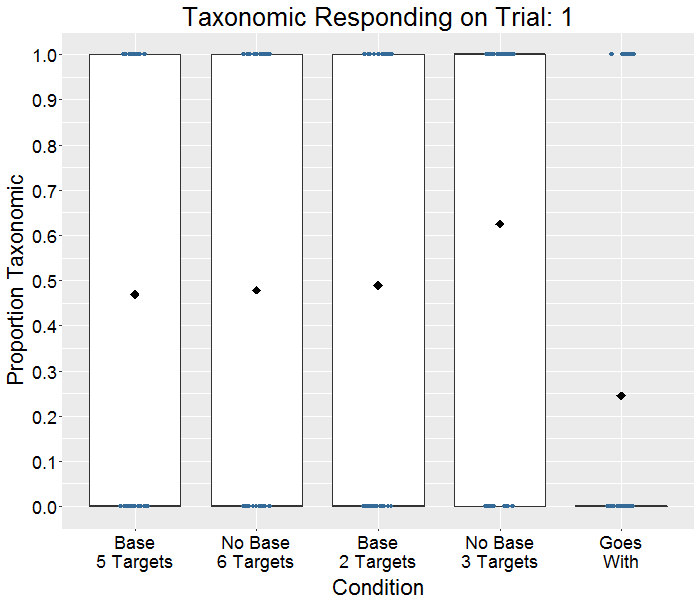 Taxonomic Responding on Trial: 1
Proportion Taxonomic
1.0
0.9
0.8
0.7
0.6
0.5
0.4
0.3
0.2
0.1
0.0
Base
5 Targets
No Base
6 Targets
Base
2 Targets
No Base
3 Targets
Goes
With
Condition